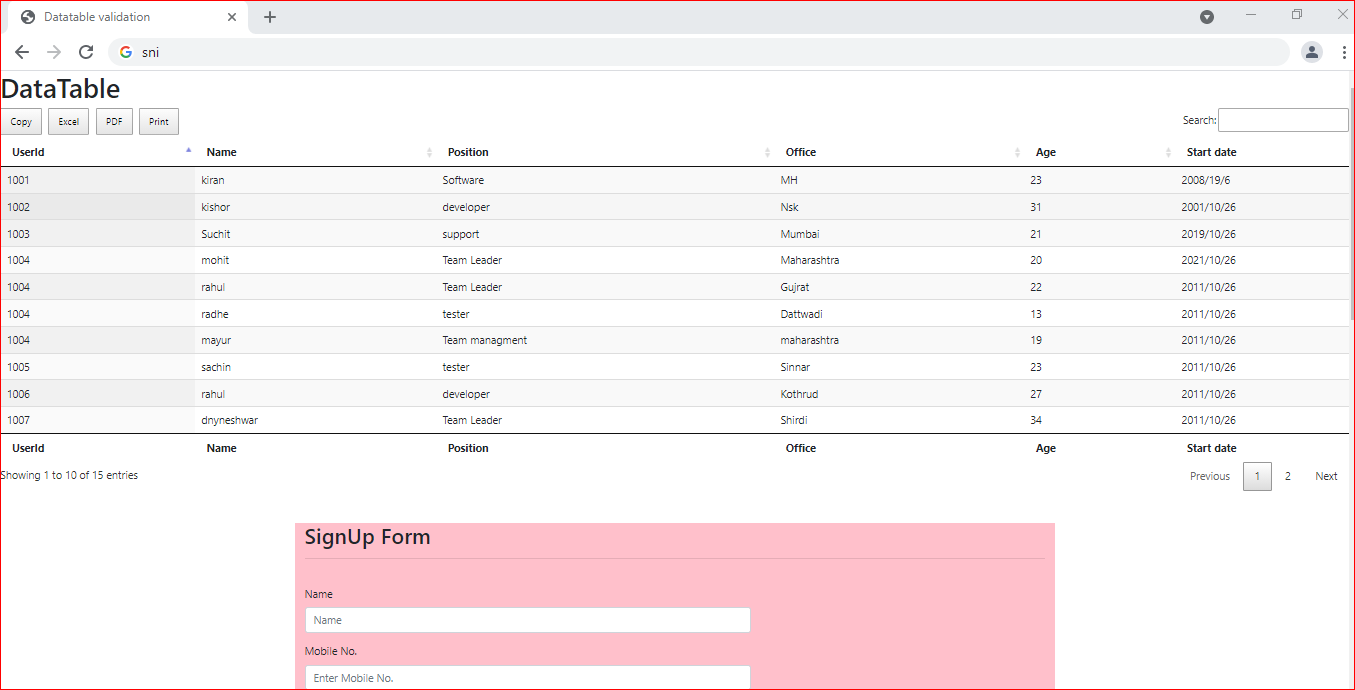 Datatable validation
sni
DataTable
Copy Excel PDF Print Search:
UserId Name Position Office Age Start date
1001 kiran Software MH 23 2008/19/6
1002 kishor developer Nsk 31 2001/10/26
1003 Suchit support Mumbai 21 2019/10/26
1004 mohit Team Leader Maharashtra 20 2021/10/26
1004 rahul Team Leader Gujrat 22 2011/10/26
1004 radhe tester Dattwadi 13 2011/10/26
1004 mayur Team managment maharashtra 19 2011/10/26
1005 sachin tester Sinnar 23 2011/10/26
1006 rahul developer Kothrud 27 2011/10/26
1007 dnyneshwar Team Leader Shirdi 34 2011/10/26
UserId Name Position Office Age Start date
Showing 1 to 10 of 15 entries Previous 1 2 Next
SignUp Form
Name
Name
Mobile No.
Enter Mobile No.